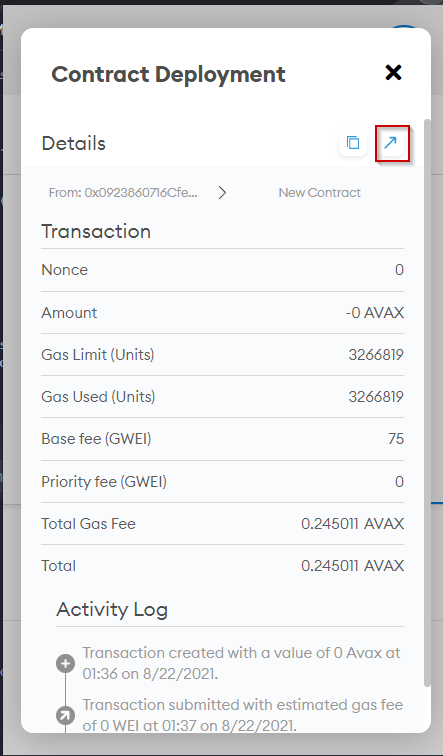 Contract Deployment
Details
From: 0x0923860716Cfe... New Contract
Transaction
Nonce 0
Amount -0 AVAX
Gas Limit (Units) 3266819
Gas Used (Units) 3266819
Base fee (GWEI) 75
Priority fee (GWEI) 0
Total Gas Fee 0.245011 AVAX
Total 0.245011 AVAX
Activity Log
Transaction created with a value of 0 Avax at
01:36 on 8/22/2021.
Transaction submitted with estimated gas fee
of 0 WEI at 01:37 on 8/22/2021.